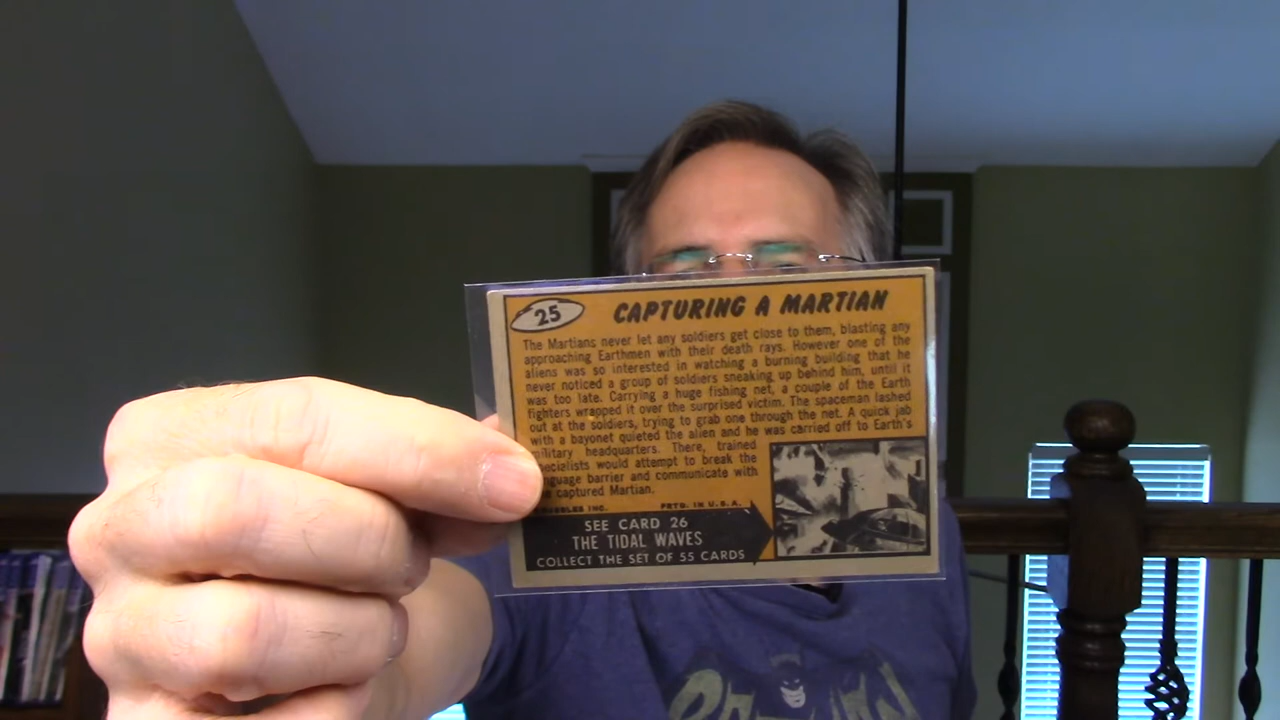 25
CAPTURING A MARTIAN
The Martians never let any soldiers get close to them, blasting any
approaching Earthmen with their death rays. However one of the
aliens was so interested in watching a burning building that he
never noticed a group of soldiers sneaking up behind him, until it
was too late. Carrying a huge fishing net, a couple of the Earth
fighters wrapped it over the surprised victim. The spaceman lashed
out at the soldiers, trying to grab one through the net. A quick jab
with a bayonet quieted the alien and he was carried off to Earth's
military headquarters. There, trained
specialists would attempt to break the
language barrier and communicate with
captured Martian.
INC. PRTD. IN U.S.A.
SEE CARD 26
THE TIDAL WAVES
COLLECT THE SET OF 55 CARDS